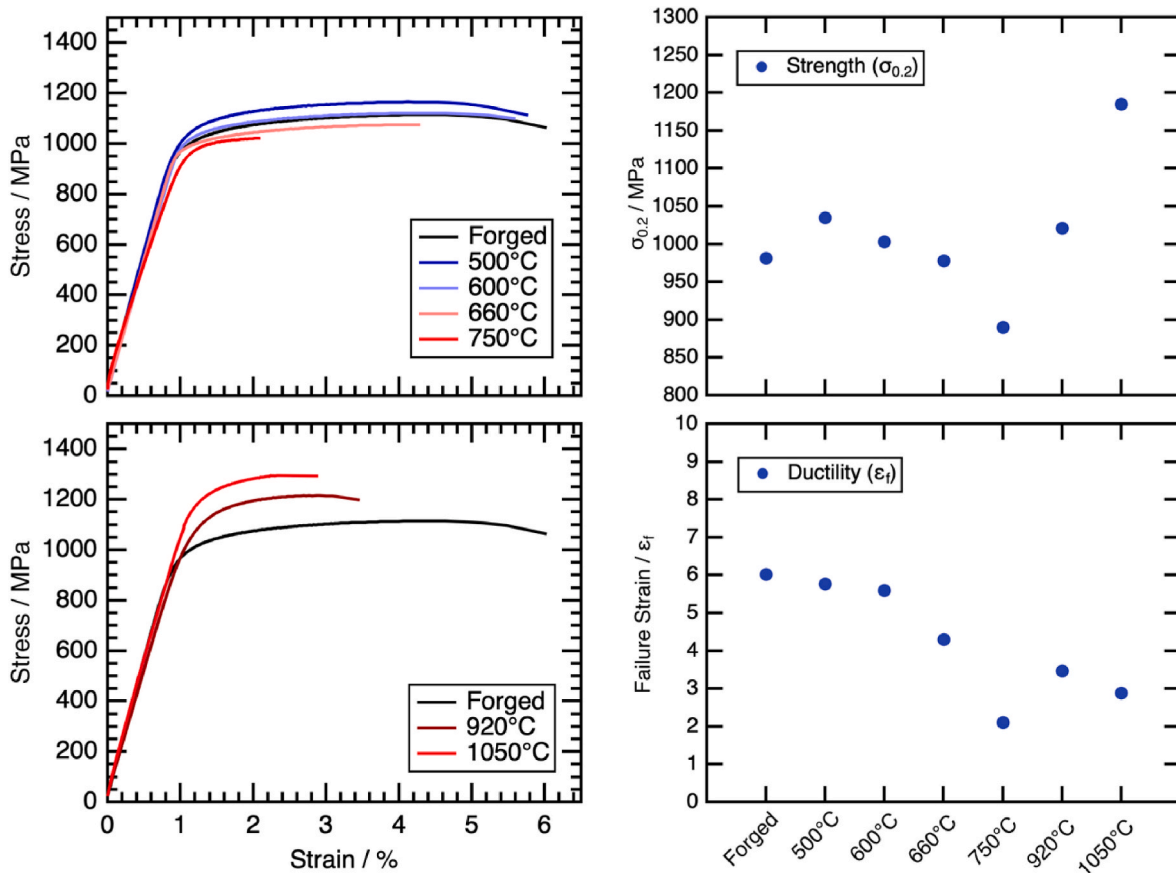 1400
1200
1000
800
600
400
200
0
Stress / MPa
Forged
500°C
600°C
660°C
750°C
1300
1250
1200
1150
1100
1050
1000
950
900
850
800
σ0.2 / MPa
Strength (σ0.2)
1400
1200
1000
800
600
400
200
0
Stress / MPa
Forged
920°C
1050°C
0 1 2 3 4 5 6
Strain / %
10
9
8
7
6
5
4
3
2
1
0
Failure Strain / εf
Ductility (εf)
Forged
500°C
600°C
660°C
750°C
920°C
1050°C